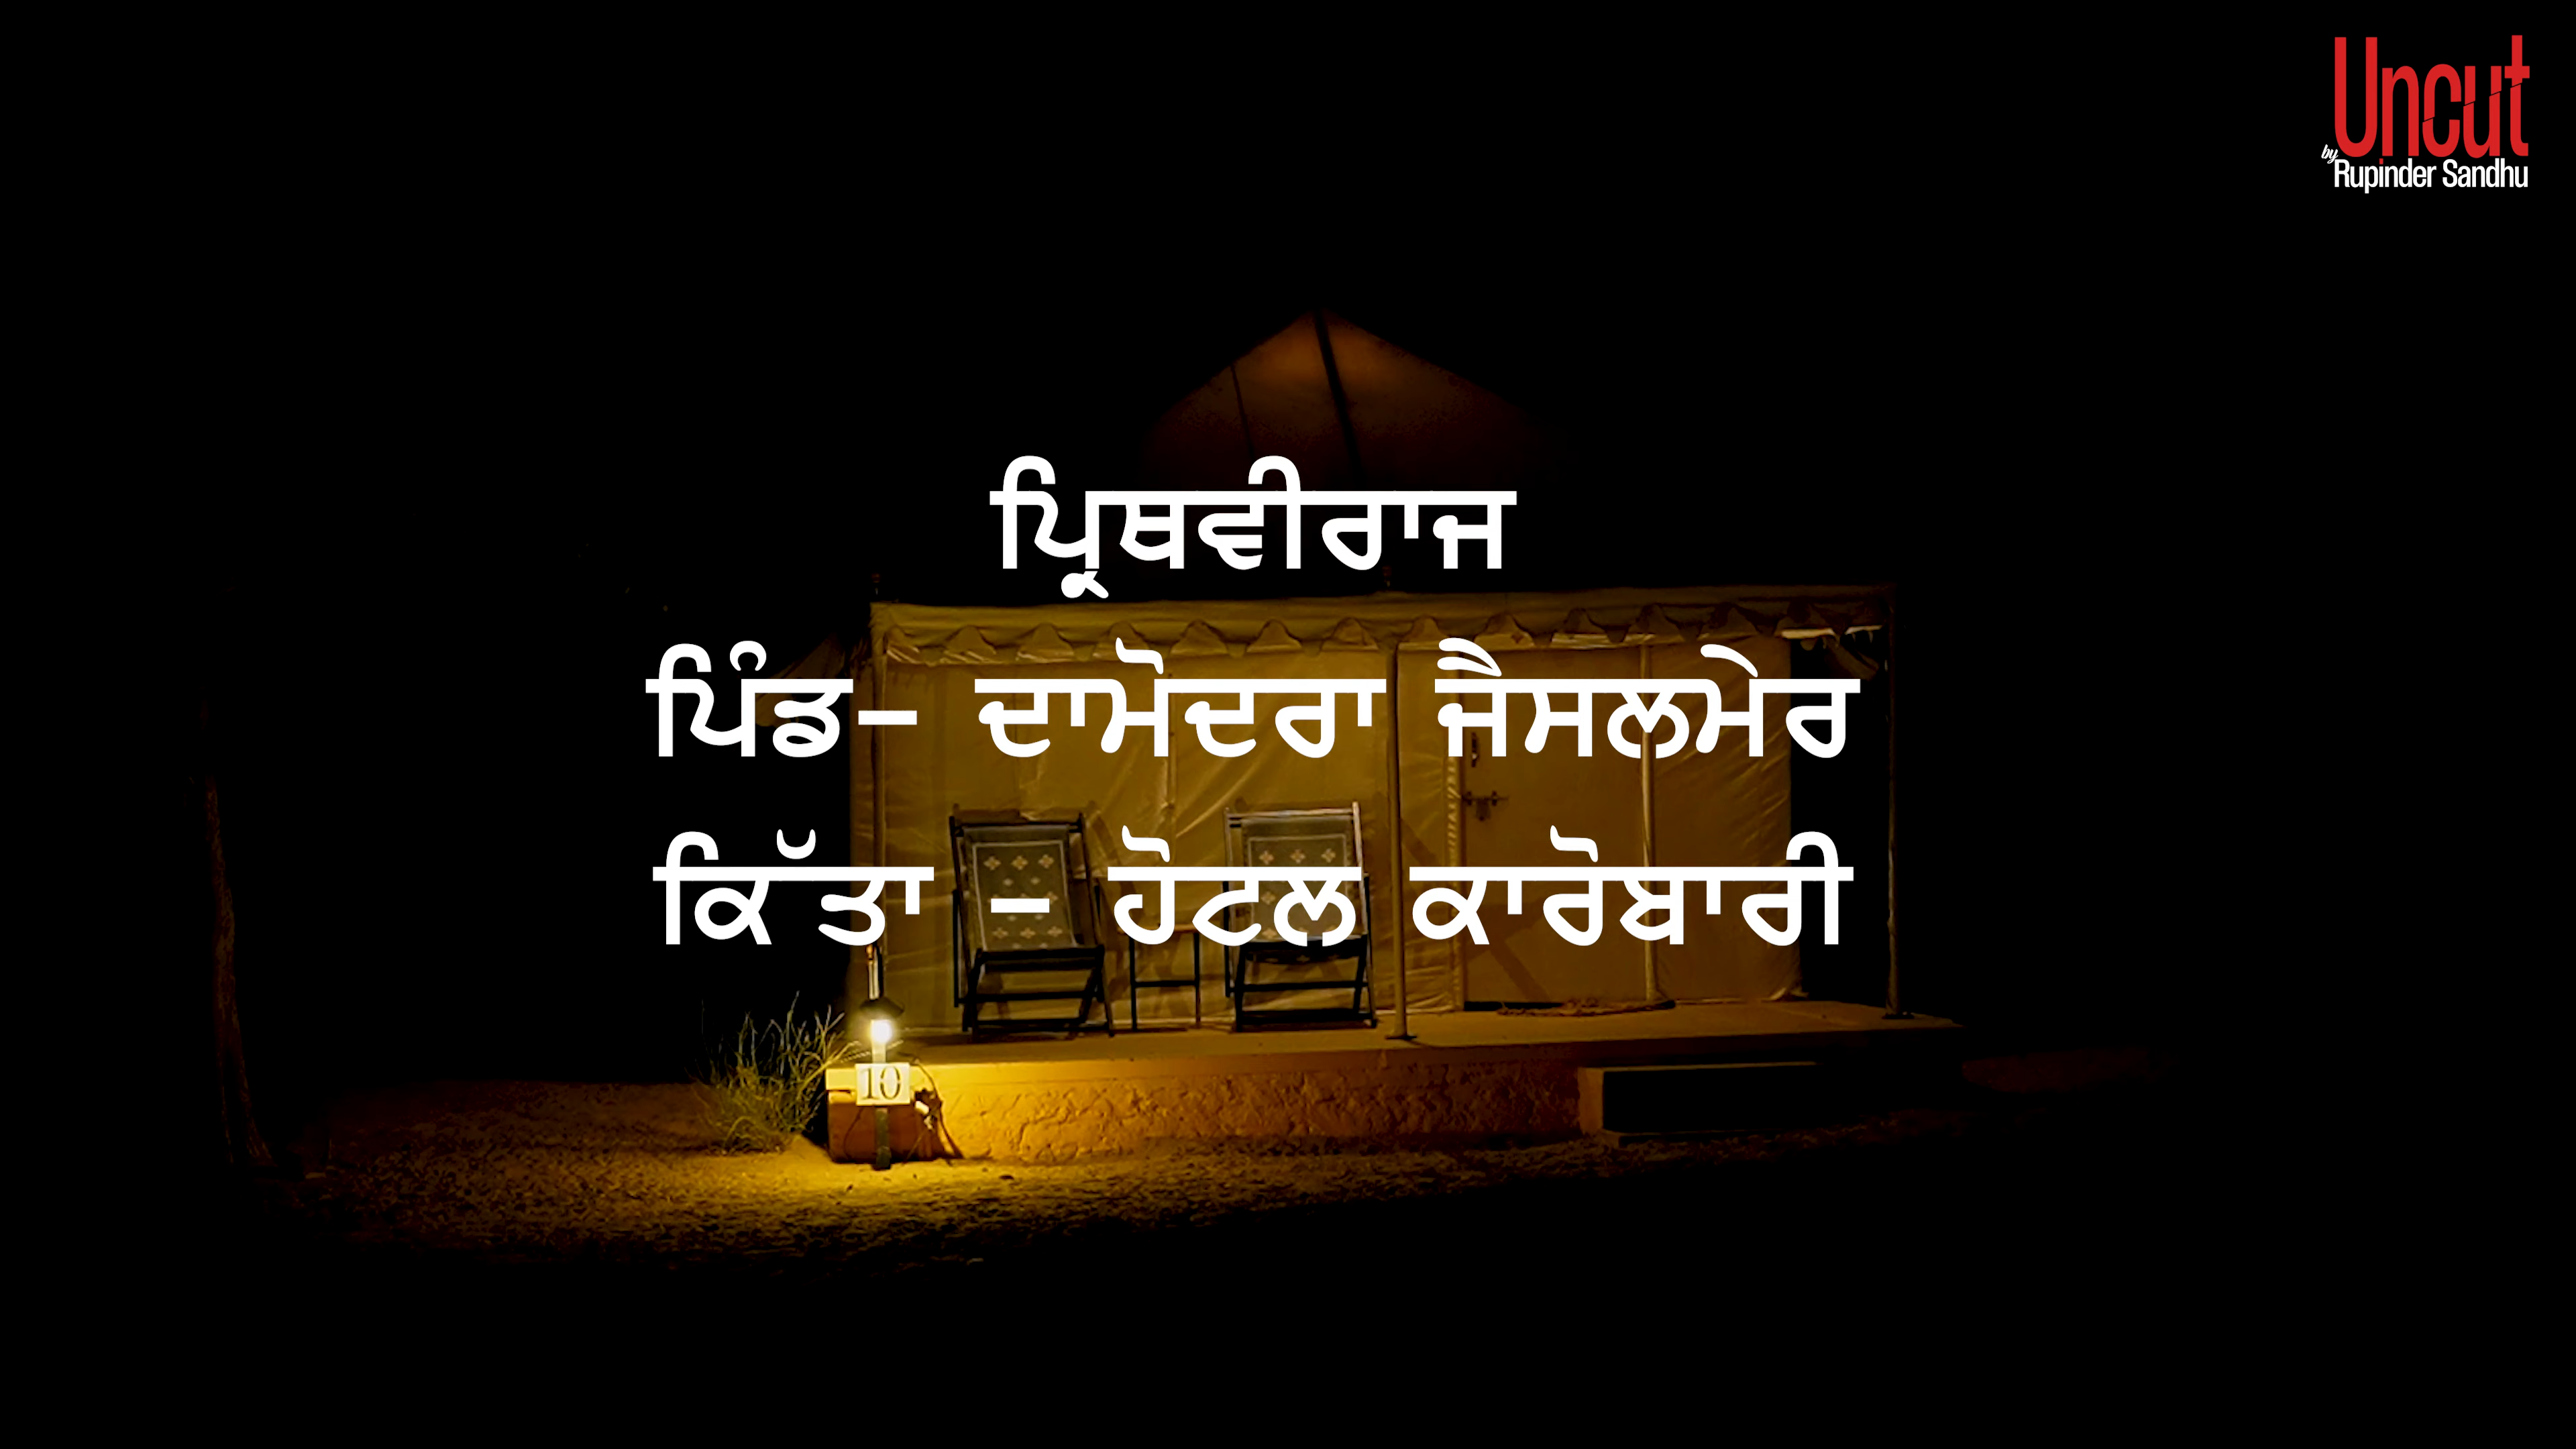 Uncut
by
Rupinder Sandhu
ਪ੍ਰਿਥਵੀਰਾਜ
ਪਿੰਡ- ਦਾਮੋਦਰਾ ਜੈਸਲਮੇਰ
ਕਿੱਤਾ - ਹੋਟਲ ਕਾਰੋਬਾਰੀ
10